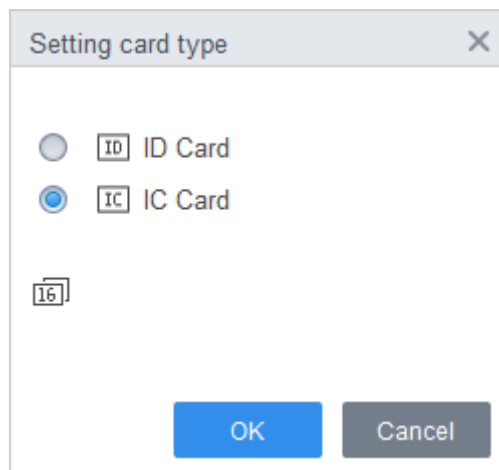 Setting card type
ID ID Card
IC IC Card
16
OK Cancel